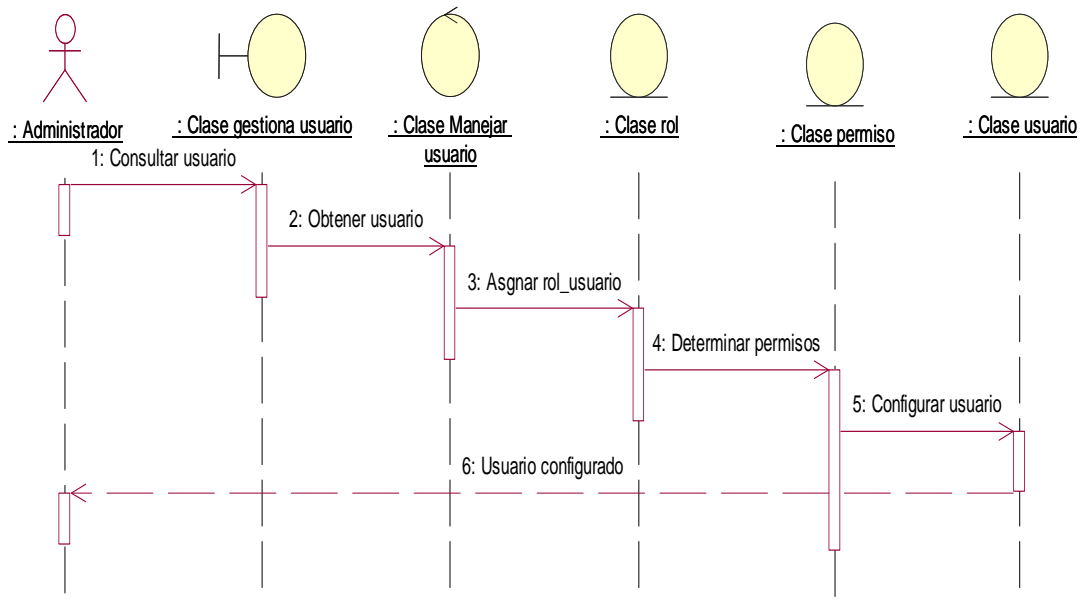 : Administrador
: Clase gestiona usuario
: Clase Manejar
usuario
: Clase rol
: Clase permiso
: Clase usuario
1: Consultar usuario
2: Obtener usuario
3: Asgnar rol_usuario
4: Determinar permisos
5: Configurar usuario
6: Usuario configurado